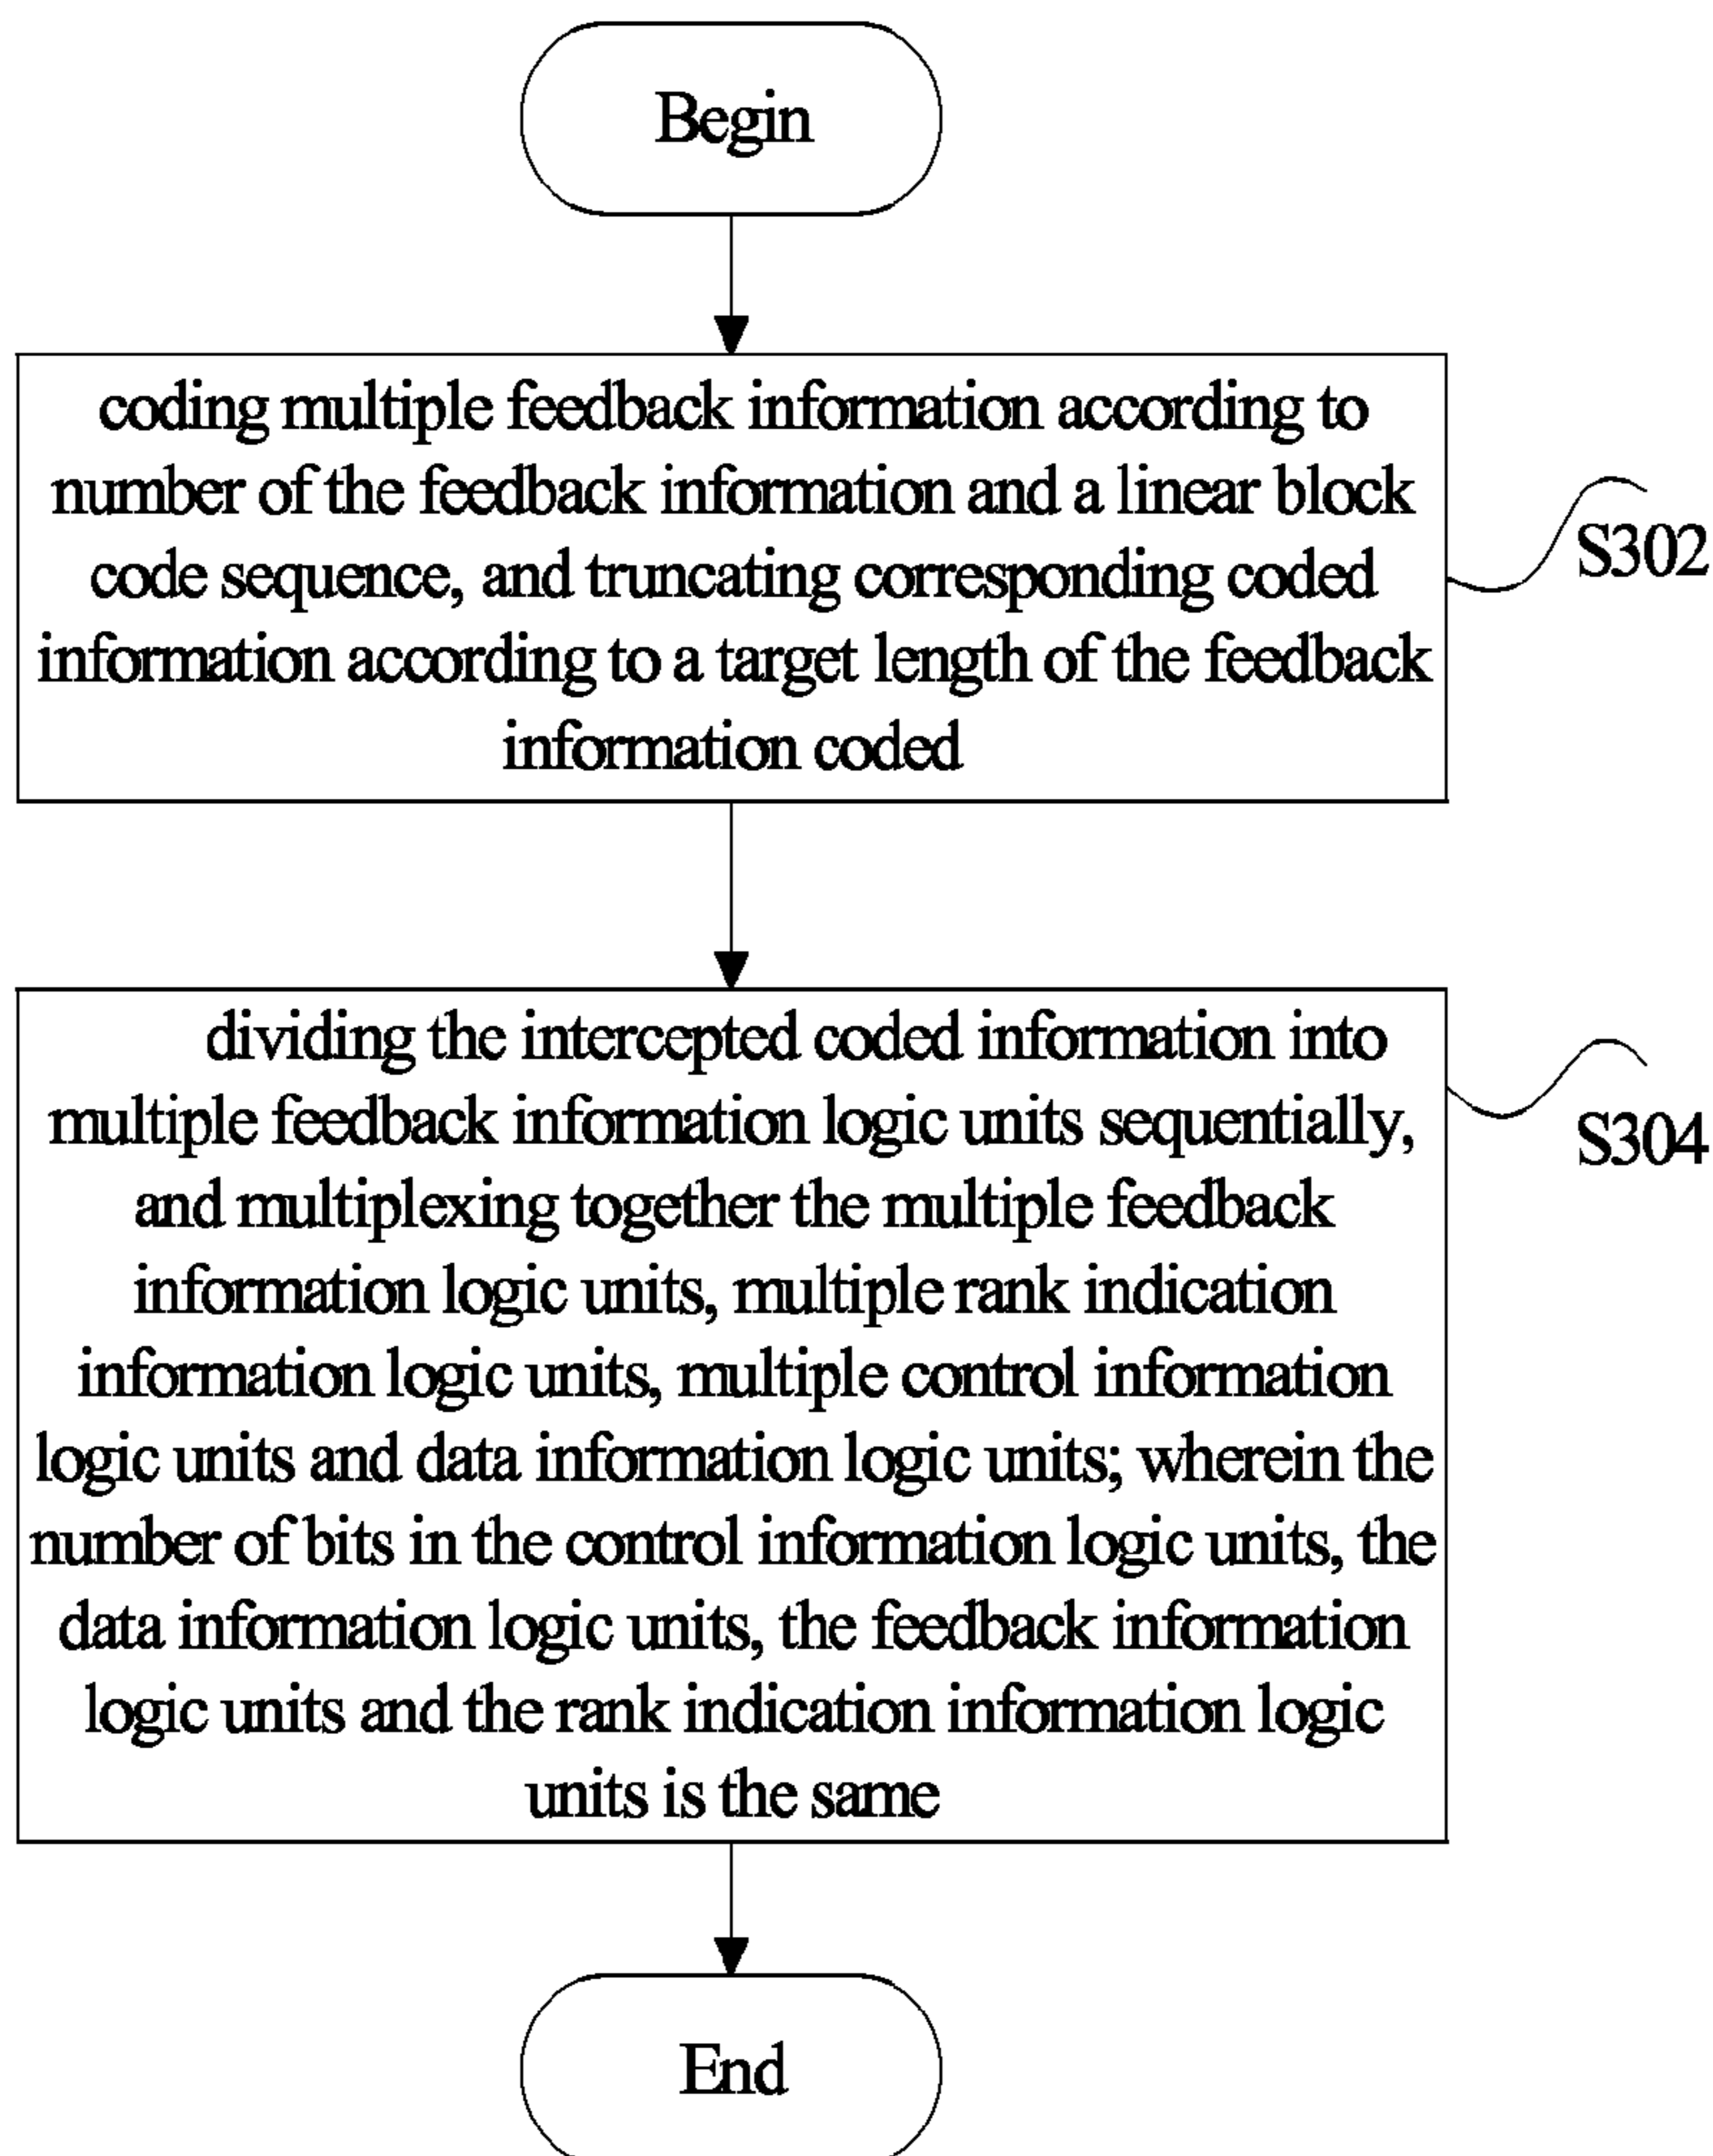 Begin
coding multiple feedback information according to
number of the feedback information and a linear block
code sequence, and truncating corresponding coded
information according to a target length of the feedback
information coded
S302
dividing the intercepted coded information into
multiple feedback information logic units sequentially,
and multiplexing together the multiple feedback
information logic units, multiple rank indication
information logic units, multiple control information
logic units and data information logic units; wherein the
number of bits in the control information logic units, the
data information logic units, the feedback information
logic units and the rank indication information logic
units is the same
S304
End